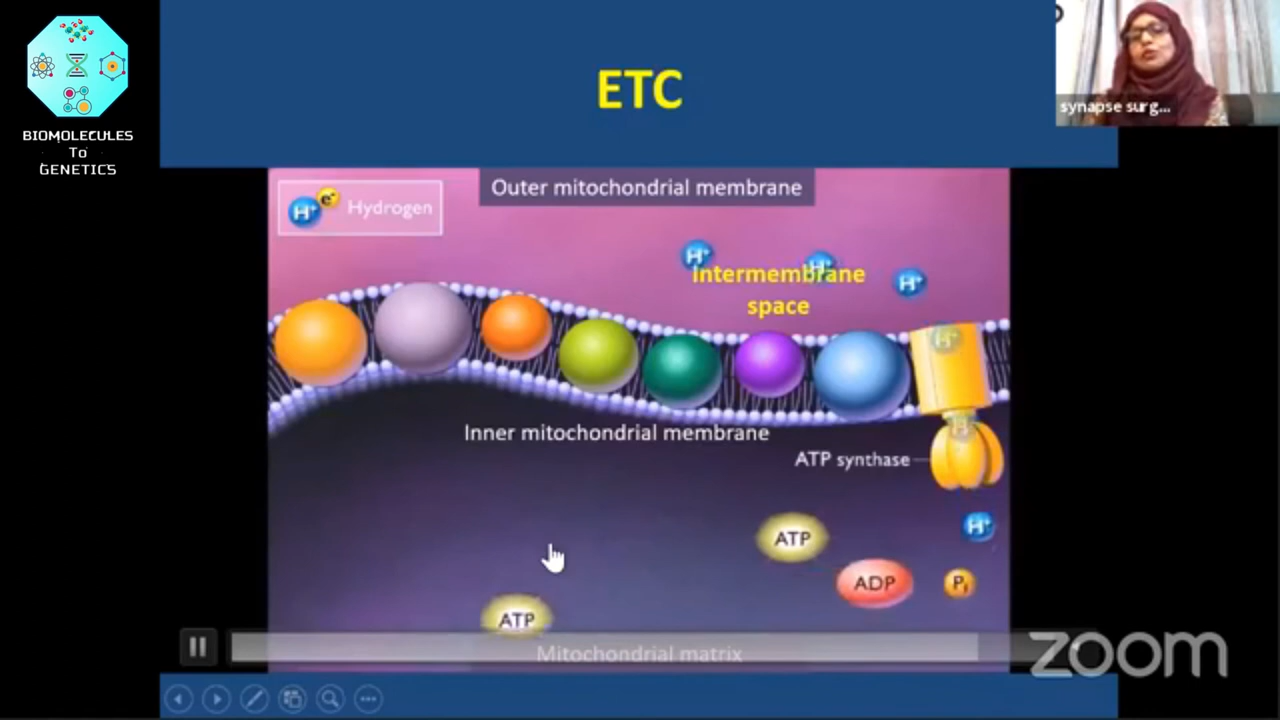 BIOMOLECULES
To
GENETICS
ETC
synapse surg...
H+ e- Hydrogen
Outer mitochondrial membrane
H+
H+
H+
intermembrane
space
H+
Inner mitochondrial membrane
H+
ATP synthase
H+
ATP
ADP
Pi
ATP
Mitochondrial matrix
zoom